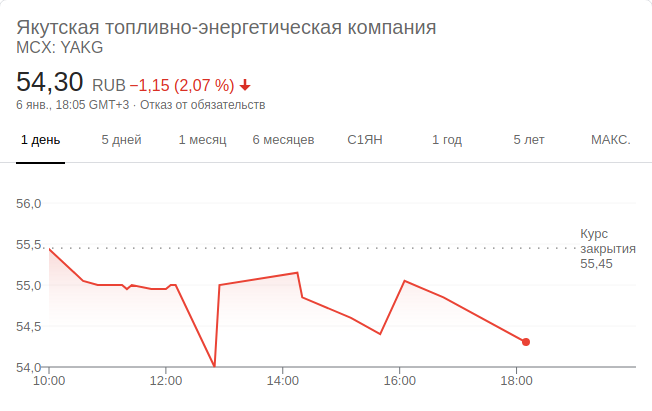 Якутская топливно-энергетическая компания
MCX: YAKG
54,30 RUB −1,15 (2,07 %)
6 янв., 18:05 GMT+3 · Отказ от обязательств
1 день 5 дней 1 месяц 6 месяцев С1ЯН 1 год 5 лет МАКС.
56,0
55,5
55,0
54,5
54,0
Курс
закрытия
55,45
10:00 12:00 14:00 16:00 18:00